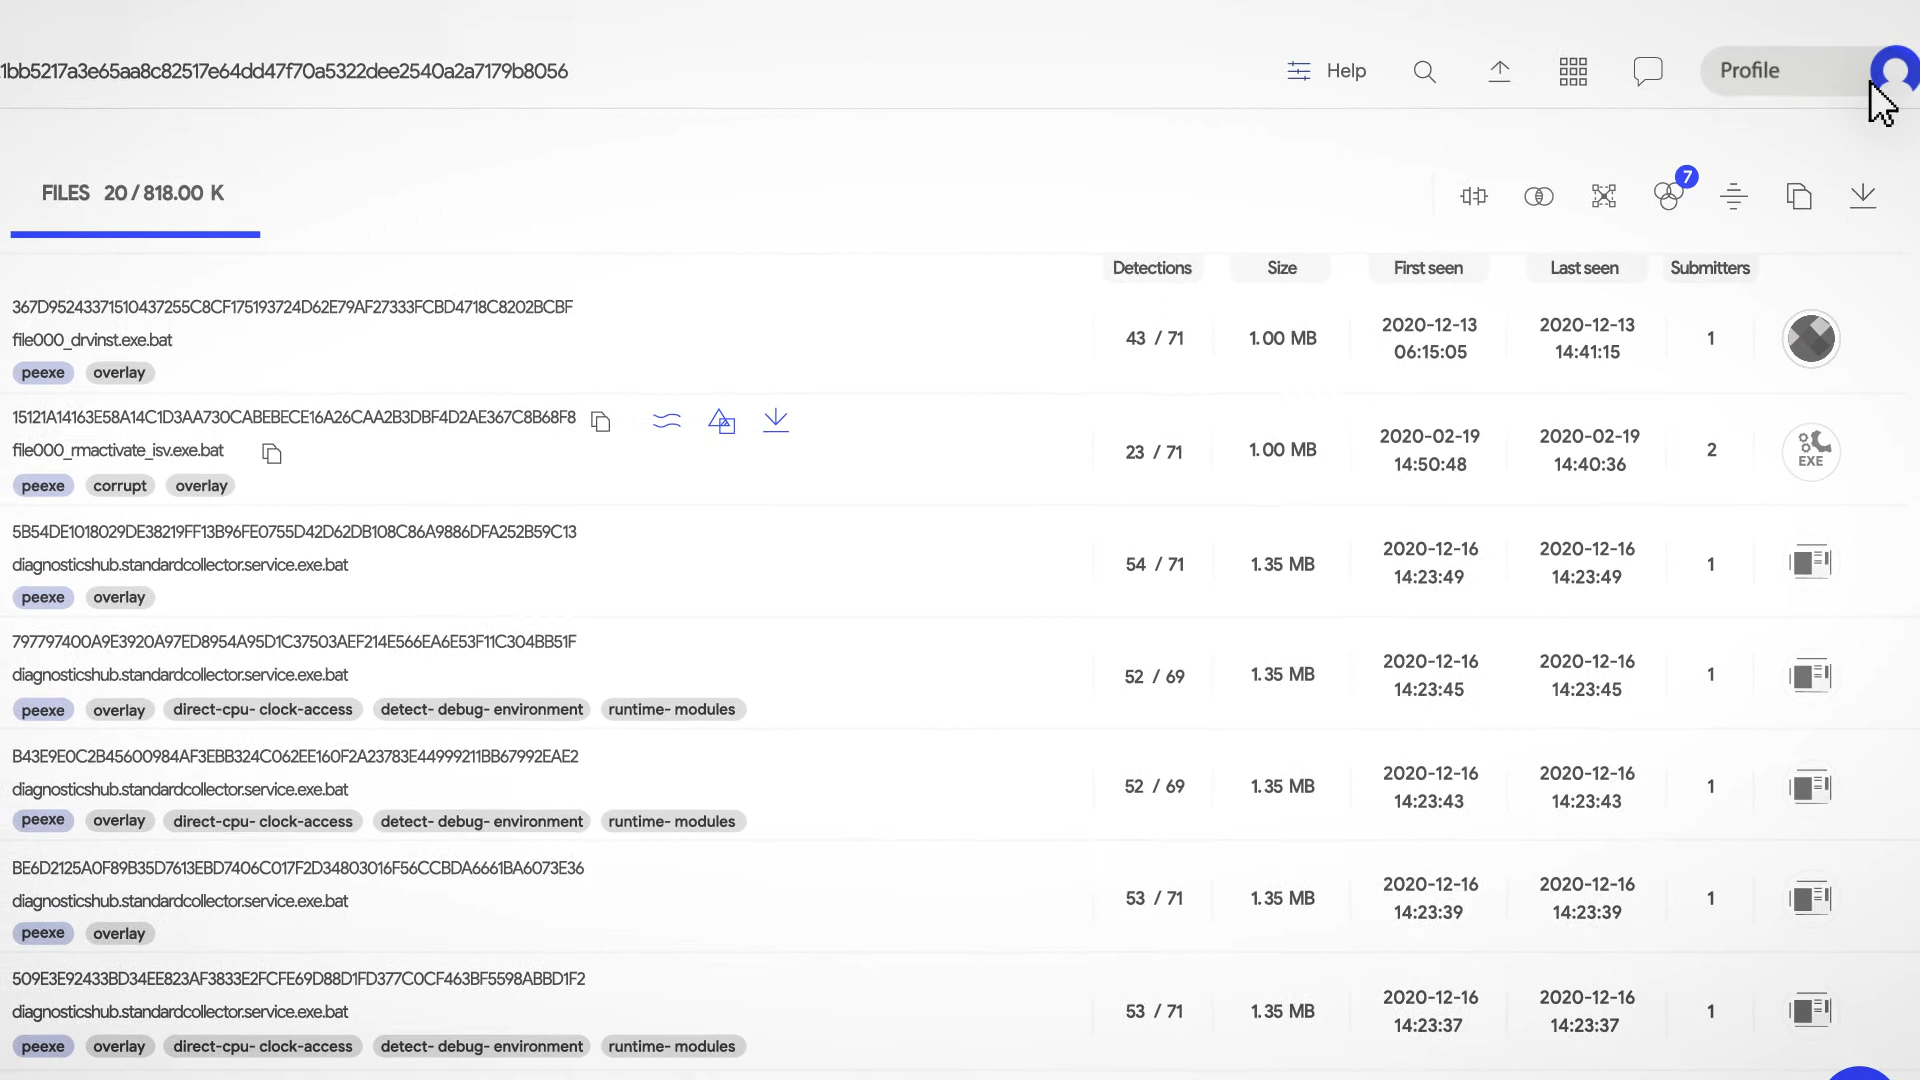 1bb5217a3e65aa8c82517e64dd47f70a5322dee2540a2a7179b8056
Help
Profile
FILES 20 / 818.00 K
7
Detections Size First seen Last seen Submitters
367D95243371510437255C8CF175193724D62E79AF27333FCBD4718C8202BCBF
file000_drvinst.exe.bat
peexe overlay
43 / 71 1.00 MB 2020-12-13 06:15:05 2020-12-13 14:41:15 1
15121A14163E58A14C1D3AA730CABEBECE16A26CAA2B3DBF4D2AE367C8B68F8
file000_rmactivate_isv.exe.bat
peexe corrupt overlay
23 / 71 1.00 MB 2020-02-19 14:50:48 2020-02-19 14:40:36 2
EXE
5B54DE1018029DE38219FF13B96FE0755D42D62DB108C86A9886DFA252B59C13
diagnosticshub.standardcollector.service.exe.bat
peexe overlay
54 / 71 1.35 MB 2020-12-16 14:23:49 2020-12-16 14:23:49 1
797797400A9E3920A97ED8954A95D1C37503AEF214E566EA6E53F11C304BB51F
diagnosticshub.standardcollector.service.exe.bat
peexe overlay direct-cpu- clock-access detect- debug- environment runtime- modules
52 / 69 1.35 MB 2020-12-16 14:23:45 2020-12-16 14:23:45 1
B43E9E0C2B45600984AF3EBB324C062EE160F2A23783E44999211BB67992EAE2
diagnosticshub.standardcollector.service.exe.bat
peexe overlay direct-cpu- clock-access detect- debug- environment runtime- modules
52 / 69 1.35 MB 2020-12-16 14:23:43 2020-12-16 14:23:43 1
BE6D2125A0F89B35D7613EBD7406C017F2D34803016F56CCBDA6661BA6073E36
diagnosticshub.standardcollector.service.exe.bat
peexe overlay
53 / 71 1.35 MB 2020-12-16 14:23:39 2020-12-16 14:23:39 1
509E3E92433BD34EE823AF3833E2FCFE69D88D1FD377C0CF463BF5598ABBD1F2
diagnosticshub.standardcollector.service.exe.bat
peexe overlay direct-cpu- clock-access detect- debug- environment runtime- modules
53 / 71 1.35 MB 2020-12-16 14:23:37 2020-12-16 14:23:37 1